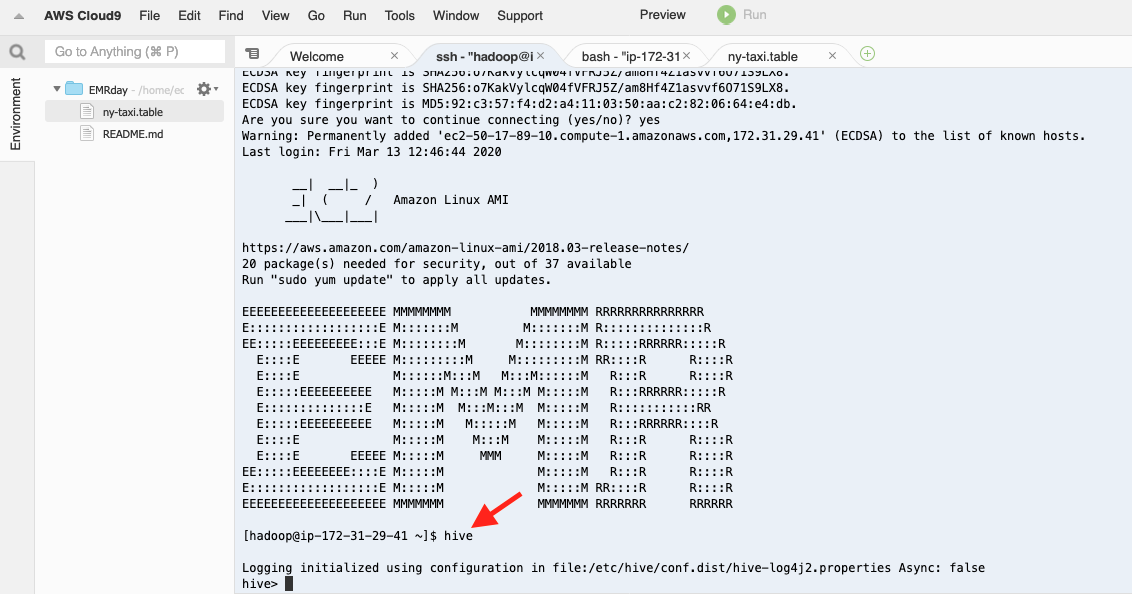 AWS Cloud9 File Edit Find View Go Run Tools Window Support Preview Run
Go to Anything (⌘ P)
Welcome ssh - "hadoop@i bash - "ip-172-31 ny-taxi.table
Environment
EMRday - /home/ec
ny-taxi.table
README.md
ECDSA key fingerprint is SHA256:o7KakVylcqW04fVFRJ5Z/am8Hf4Z1asvvf6O71S9LX8.
ECDSA key fingerprint is SHA256:o7KakVylcqW04fVFRJ5Z/am8Hf4Z1asvvf6O71S9LX8.
ECDSA key fingerprint is MD5:92:c3:57:f4:d2:a4:11:03:50:aa:c2:82:06:64:e4:db.
Are you sure you want to continue connecting (yes/no)? yes
Warning: Permanently added 'ec2-50-17-89-10.compute-1.amazonaws.com,172.31.29.41' (ECDSA) to the list of known hosts.
Last login: Fri Mar 13 12:46:44 2020
       __|  __|_  )
       _|  (     /   Amazon Linux AMI
      ___|\___|___|
https://aws.amazon.com/amazon-linux-ami/2018.03-release-notes/
20 package(s) needed for security, out of 37 available
Run "sudo yum update" to apply all updates.
EEEEEEEEEEEEEEEEEEEE MMMMMMMM           MMMMMMMM RRRRRRRRRRRRRRR
E::::::::::::::::::E M:::::::M         M:::::::M R::::::::::::::R
EE:::::EEEEEEEEE:::E M::::::::M       M::::::::M R:::::RRRRRR:::::R
  E::::E       EEEEE M:::::::::M     M:::::::::M RR::::R      R::::R
  E::::E             M::::::M:::M   M:::M::::::M   R:::R      R::::R
  E:::::EEEEEEEEEE   M:::::M M:::M M:::M M:::::M   R:::RRRRRR:::::R
  E::::::::::::::E   M:::::M  M:::M:::M  M:::::M   R:::::::::::RR
  E:::::EEEEEEEEEE   M:::::M   M:::::M   M:::::M   R:::RRRRRR::::R
  E::::E             M:::::M    M:::M    M:::::M   R:::R      R::::R
  E::::E       EEEEE M:::::M     MMM     M:::::M   R:::R      R::::R
EE:::::EEEEEEEE::::E M:::::M             M:::::M   R:::R      R::::R
E::::::::::::::::::E M:::::M             M:::::M RR::::R      R::::R
EEEEEEEEEEEEEEEEEEEE MMMMMMM             MMMMMMM RRRRRRR      RRRRRR
[hadoop@ip-172-31-29-41 ~]$ hive
Logging initialized using configuration in file:/etc/hive/conf.dist/hive-log4j2.properties Async: false
hive>